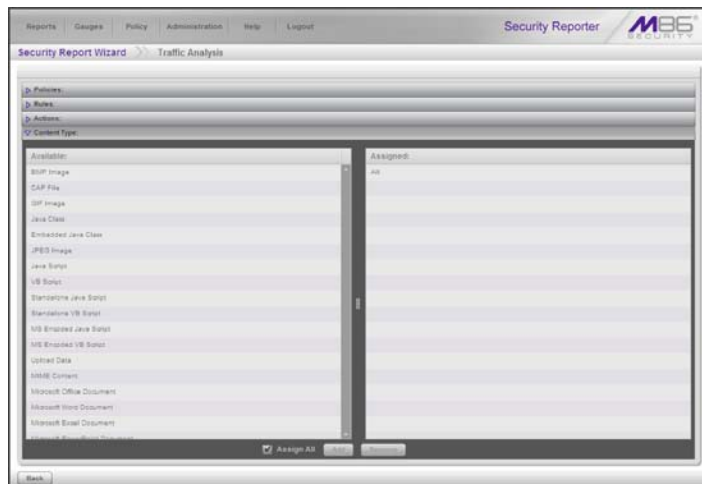 Reports Gauges Policy Administration Help Logout
Security Reporter
M86 SECURITY
Security Report Wizard Traffic Analysis
Policies:
Rules:
Actions:
Content Type:
Available:
BMP Image
CAP File
GIF Image
Java Class
Embedded Java Class
JPEG Image
Java Script
VB Script
Standalone Java Script
Standalone VB Script
MS Encoded Java Script
MS Encoded VB Script
Upload Data
MIME Content
Microsoft Office Document
Microsoft Word Document
Microsoft Excel Document
Microsoft PowerPoint Document
Assigned:
All
Assign All Add Remove
Back